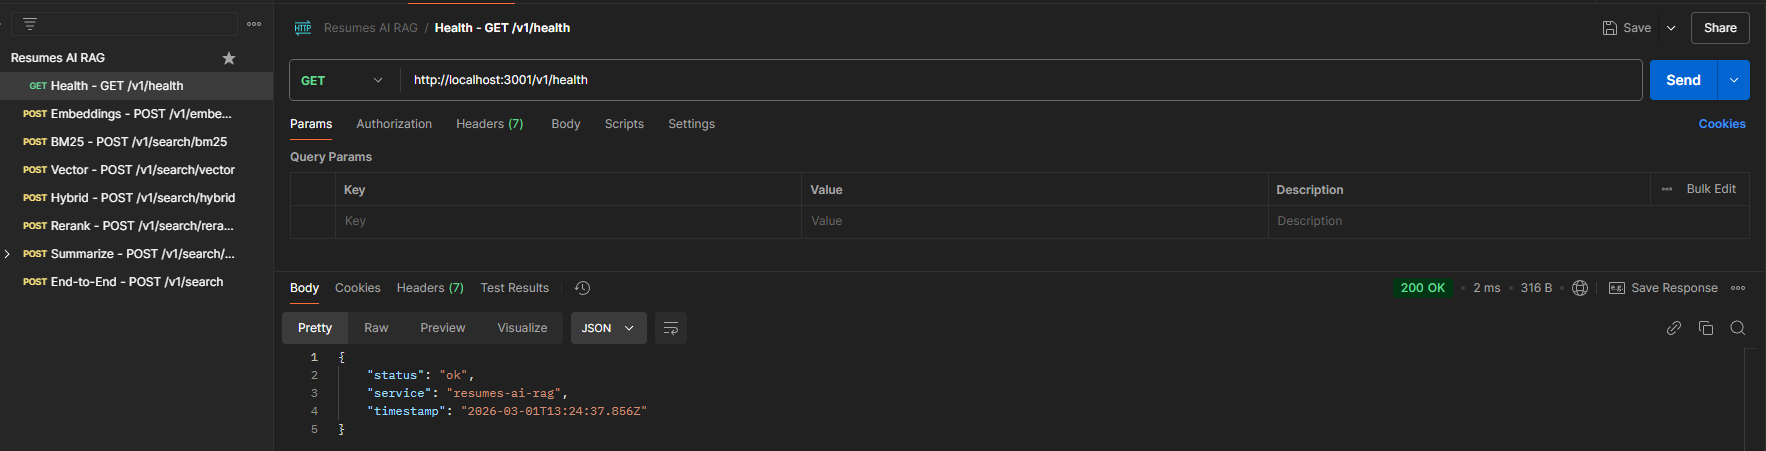 HTTP Resumes AI RAG / Health - GET /v1/health
Save
Share
Resumes AI RAG
GET Health - GET /v1/health
POST Embeddings - POST /v1/embe...
POST BM25 - POST /v1/search/bm25
POST Vector - POST /v1/search/vector
POST Hybrid - POST /v1/search/hybrid
POST Rerank - POST /v1/search/rera...
POST Summarize - POST /v1/search/...
POST End-to-End - POST /v1/search
GET http://localhost:3001/v1/health
Send
Params Authorization Headers (7) Body Scripts Settings Cookies
Query Params
Key Value Description Bulk Edit
Key Value Description
Body Cookies Headers (7) Test Results 200 OK • 2 ms • 316 B • e.g. Save Response
Pretty Raw Preview Visualize JSON
1 {
2 "status": "ok",
3 "service": "resumes-ai-rag",
4 "timestamp": "2026-03-01T13:24:37.856Z"
5 }